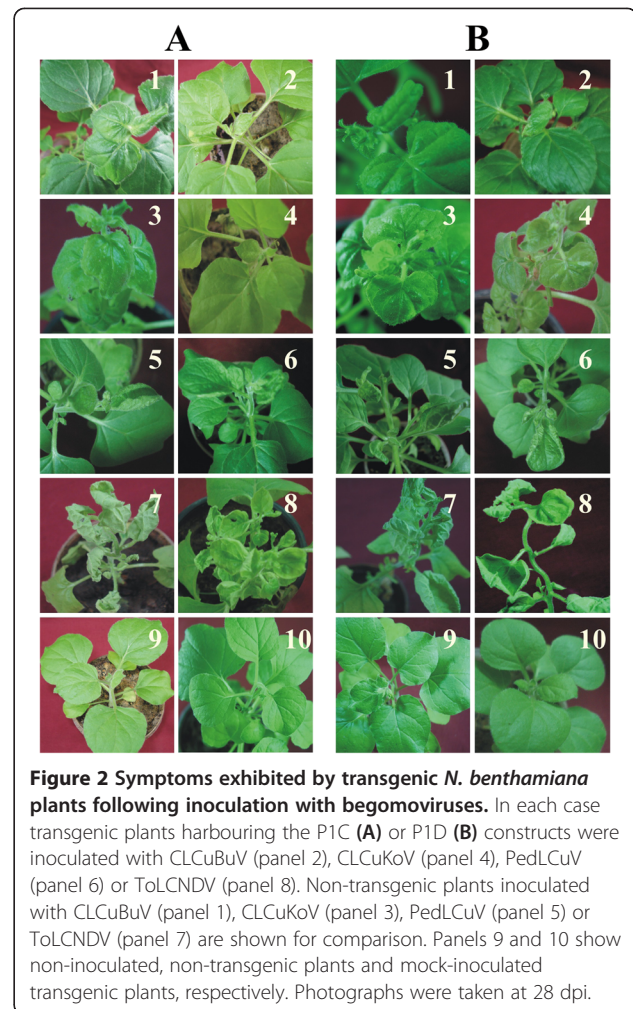 A
B
1
2
1
2
3
4
3
4
5
6
5
6
7
8
7
8
9
10
9
10
Figure 2 Symptoms exhibited by transgenic N. benthamiana
plants following inoculation with begomoviruses. In each case
transgenic plants harbouring the P1C (A) or P1D (B) constructs were
inoculated with CLCuBuV (panel 2), CLCuKoV (panel 4), PedLCuV
(panel 6) or ToLCNDV (panel 8). Non-transgenic plants inoculated
with CLCuBuV (panel 1), CLCuKoV (panel 3), PedLCuV (panel 5) or
ToLCNDV (panel 7) are shown for comparison. Panels 9 and 10 show
non-inoculated, non-transgenic plants and mock-inoculated
transgenic plants, respectively. Photographs were taken at 28 dpi.